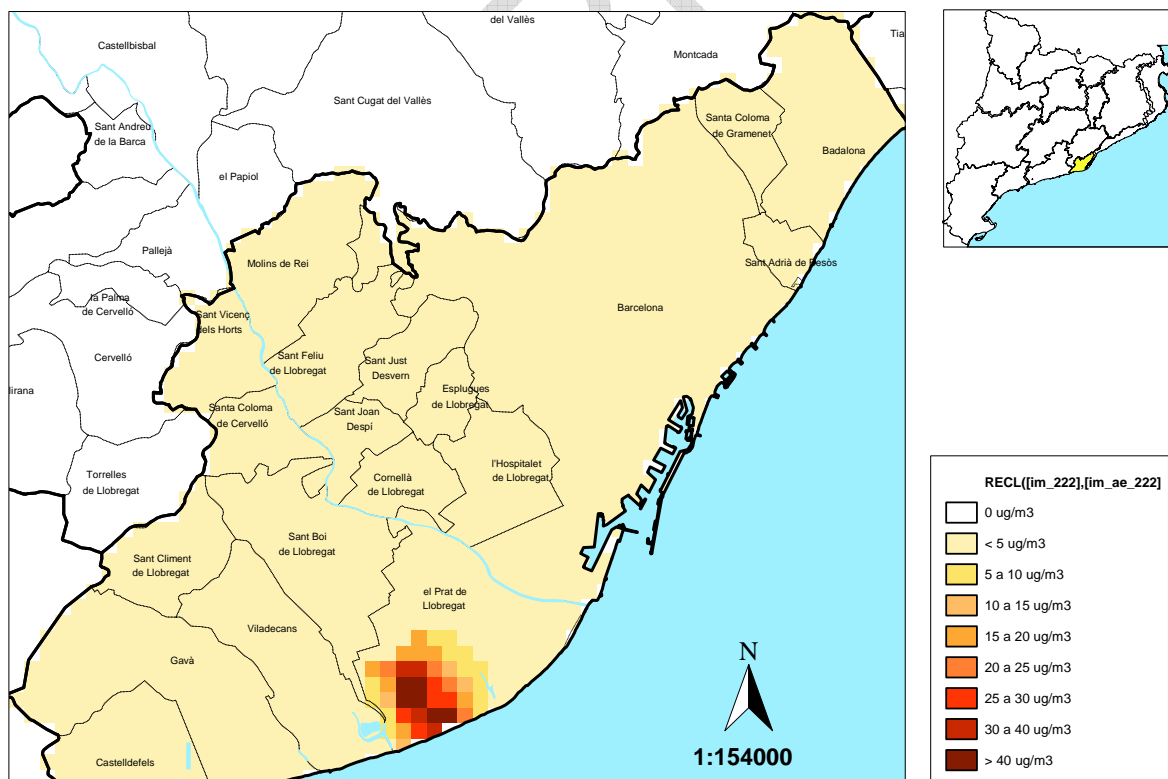 del Vallès
Castellbisbal
Montcada
Tia
Sant Cugat del Vallès
Sant Andreu
de la Barca
Santa Coloma
de Gramenet
Badalona
el Papiol
Pallejà
Molins de Rei
Sant Adrià de Besòs
la Palma
de Cervelló
Sant Vicenç
dels Horts
Barcelona
Cervelló
Sant Feliu
de Llobregat
Sant Just
Desvern
lirana
Esplugues
de Llobregat
Santa Coloma
de Cervelló
Sant Joan
Despí
Torrelles
de Llobregat
Cornellà
de Llobregat
l'Hospitalet
de Llobregat
Sant Boi
de Llobregat
Sant Climent
de Llobregat
el Prat de
Llobregat
Viladecans
Gavà
Castelldefels
N
1:154000
RECL([im_222],[im_ae_222]
0 ug/m3
< 5 ug/m3
5 a 10 ug/m3
10 a 15 ug/m3
15 a 20 ug/m3
20 a 25 ug/m3
25 a 30 ug/m3
30 a 40 ug/m3
> 40 ug/m3